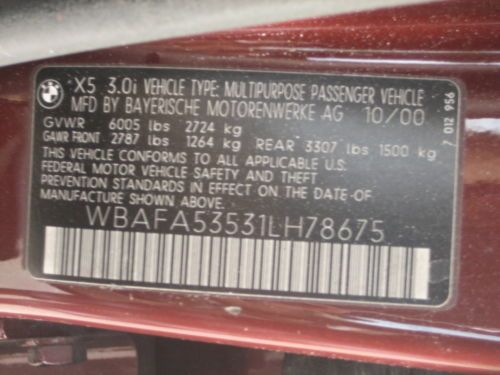 X5 3.0i VEHICLE TYPE: MULTIPURPOSE PASSENGER VEHICLE
MFD BY BAYERISCHE MOTORENWERKE AG 10/00
GVWR 6005 lbs 2724 kg
GAWR FRONT 2787 lbs 1264 kg REAR 3307 lbs 1500 kg
THIS VEHICLE CONFORMS TO ALL APPLICABLE U.S.
FEDERAL MOTOR VEHICLE SAFETY AND THEFT
PREVENTION STANDARDS IN EFFECT ON THE DATE OF
MANUFACTURE SHOWN ABOVE.
WBAFA53531LH78675
7 012 956